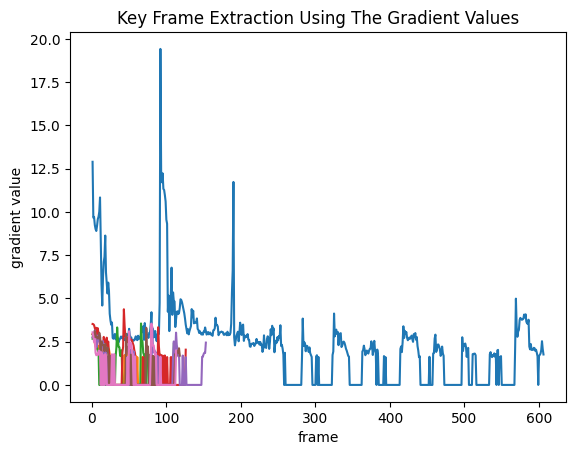 Key Frame Extraction Using The Gradient Values
20.0
17.5
15.0
12.5
10.0
7.5
5.0
2.5
0.0
gradient value
0 100 200 300 400 500 600
frame